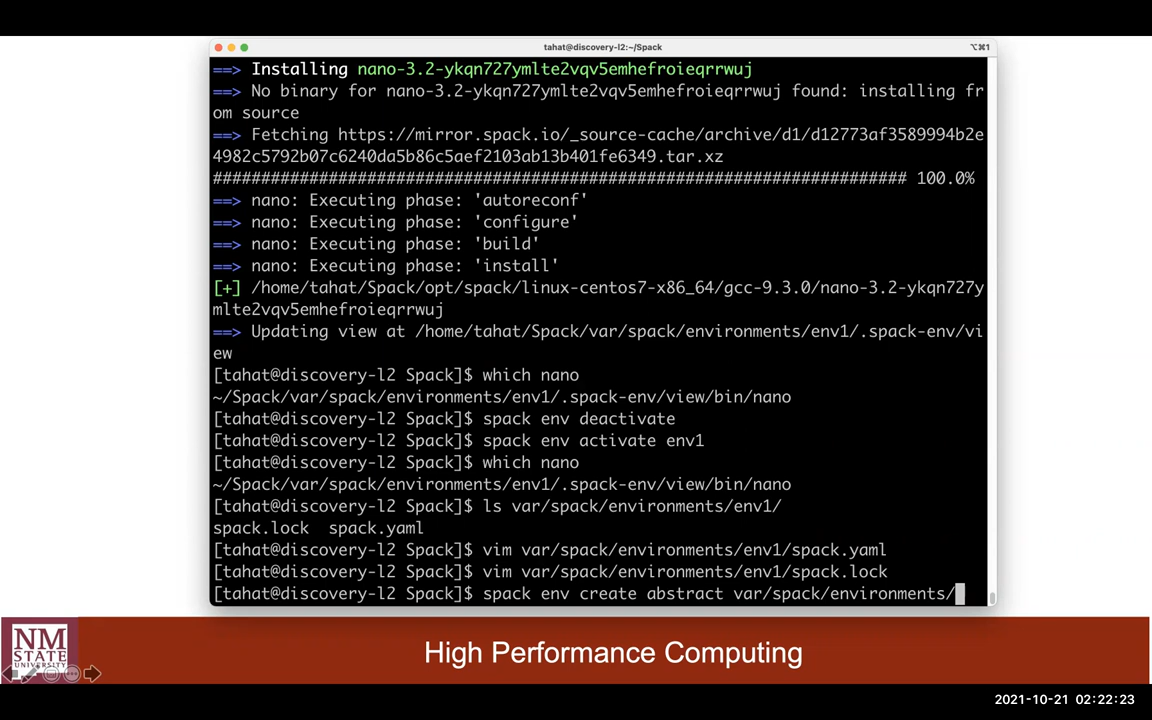 tahat@discovery-l2:~/Spack
⌥⌘1
==> Installing nano-3.2-ykqn727ymlte2vqv5emhefroieqrrwuj
==> No binary for nano-3.2-ykqn727ymlte2vqv5emhefroieqrrwuj found: installing fr
om source
==> Fetching https://mirror.spack.io/_source-cache/archive/d1/d12773af3589994b2e
4982c5792b07c6240da5b86c5aef2103ab13b401fe6349.tar.xz
######################################################################## 100.0%
==> nano: Executing phase: 'autoreconf'
==> nano: Executing phase: 'configure'
==> nano: Executing phase: 'build'
==> nano: Executing phase: 'install'
[+] /home/tahat/Spack/opt/spack/linux-centos7-x86_64/gcc-9.3.0/nano-3.2-ykqn727y
mlte2vqv5emhefroieqrrwuj
==> Updating view at /home/tahat/Spack/var/spack/environments/env1/.spack-env/vi
ew
[tahat@discovery-l2 Spack]$ which nano
~/Spack/var/spack/environments/env1/.spack-env/view/bin/nano
[tahat@discovery-l2 Spack]$ spack env deactivate
[tahat@discovery-l2 Spack]$ spack env activate env1
[tahat@discovery-l2 Spack]$ which nano
~/Spack/var/spack/environments/env1/.spack-env/view/bin/nano
[tahat@discovery-l2 Spack]$ ls var/spack/environments/env1/
spack.lock  spack.yaml
[tahat@discovery-l2 Spack]$ vim var/spack/environments/env1/spack.yaml
[tahat@discovery-l2 Spack]$ vim var/spack/environments/env1/spack.lock
[tahat@discovery-l2 Spack]$ spack env create abstract var/spack/environments/
NM
STATE
UNIVERSITY
High Performance Computing
2021-10-21 02:22:23